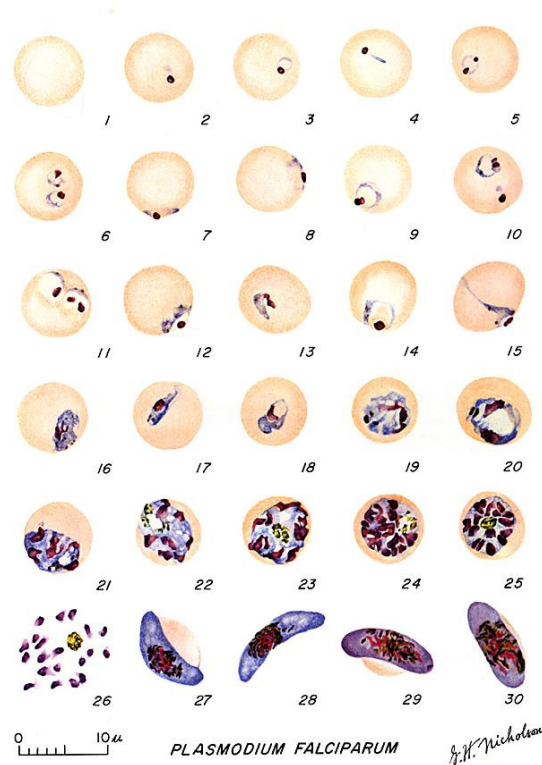 1 2 3 4 5
6 7 8 9 10
11 12 13 14 15
16 17 18 19 20
21 22 23 24 25
26 27 28 29 30
0 10 µ
PLASMODIUM FALCIPARUM
G.H. Nicholson